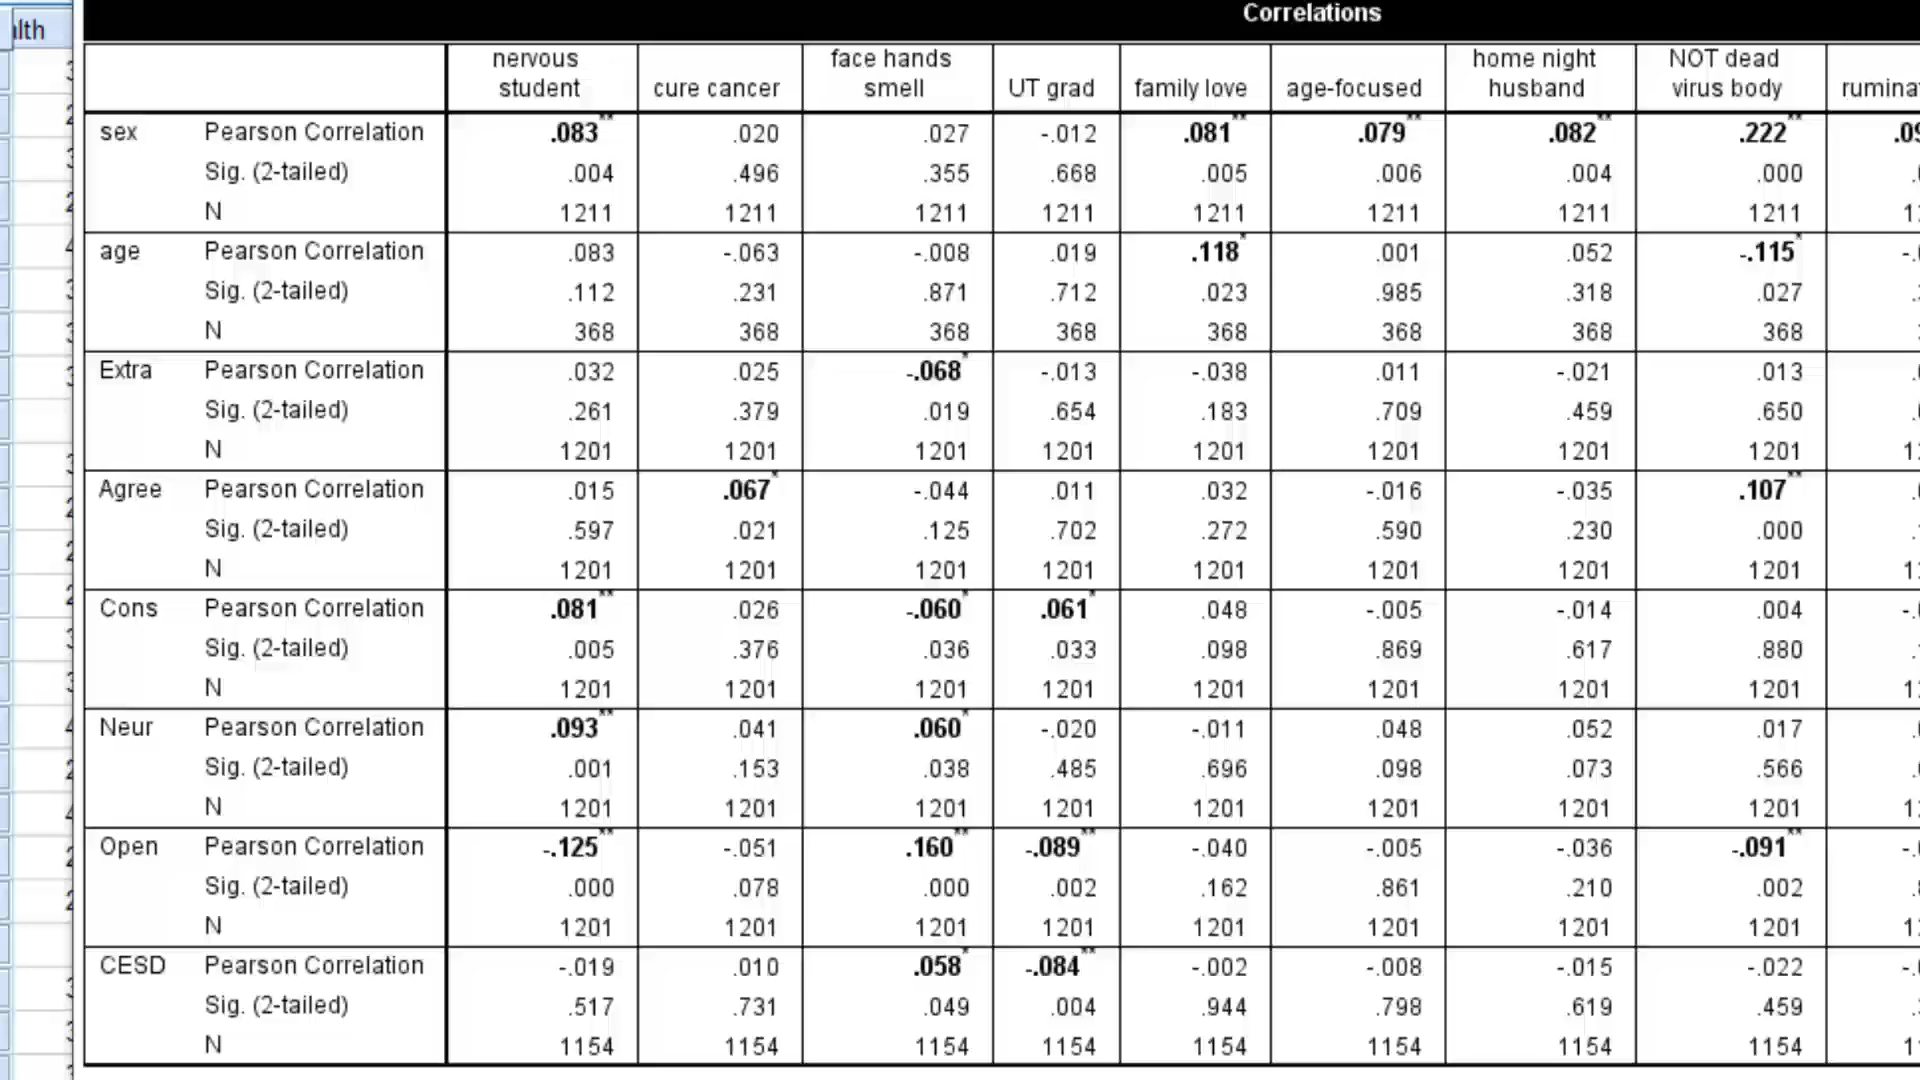 Correlations
lth
nervous student cure cancer face hands smell UT grad family love age-focused home night husband NOT dead virus body rumina
sex Pearson Correlation .083** .020 .027 -.012 .081** .079** .082** .222** .09
Sig. (2-tailed) .004 .496 .355 .668 .005 .006 .004 .000
N 1211 1211 1211 1211 1211 1211 1211 1211
age Pearson Correlation .083 -.063 -.008 .019 .118* .001 .052 -.115*
Sig. (2-tailed) .112 .231 .871 .712 .023 .985 .318 .027
N 368 368 368 368 368 368 368 368
Extra Pearson Correlation .032 .025 -.068* -.013 -.038 .011 -.021 .013
Sig. (2-tailed) .261 .379 .019 .654 .183 .709 .459 .650
N 1201 1201 1201 1201 1201 1201 1201 1201
Agree Pearson Correlation .015 .067* -.044 .011 .032 -.016 -.035 .107**
Sig. (2-tailed) .597 .021 .125 .702 .272 .590 .230 .000
N 1201 1201 1201 1201 1201 1201 1201 1201
Cons Pearson Correlation .081** .026 -.060* .061* .048 -.005 -.014 .004
Sig. (2-tailed) .005 .376 .036 .033 .098 .869 .617 .880
N 1201 1201 1201 1201 1201 1201 1201 1201
Neur Pearson Correlation .093** .041 .060* -.020 -.011 .048 .052 .017
Sig. (2-tailed) .001 .153 .038 .485 .696 .098 .073 .566
N 1201 1201 1201 1201 1201 1201 1201 1201
Open Pearson Correlation -.125** -.051 .160** -.089** -.040 -.005 -.036 -.091**
Sig. (2-tailed) .000 .078 .000 .002 .162 .861 .210 .002
N 1201 1201 1201 1201 1201 1201 1201 1201
CESD Pearson Correlation -.019 .010 .058* -.084** -.002 -.008 -.015 -.022
Sig. (2-tailed) .517 .731 .049 .004 .944 .798 .619 .459
N 1154 1154 1154 1154 1154 1154 1154 1154